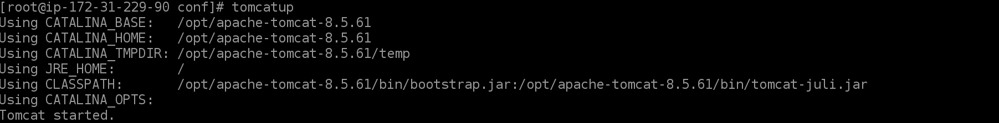 [root@ip-172-31-229-90 conf]# tomcatup
Using CATALINA_BASE:   /opt/apache-tomcat-8.5.61
Using CATALINA_HOME:   /opt/apache-tomcat-8.5.61
Using CATALINA_TMPDIR: /opt/apache-tomcat-8.5.61/temp
Using JRE_HOME:        /
Using CLASSPATH:       /opt/apache-tomcat-8.5.61/bin/bootstrap.jar:/opt/apache-tomcat-8.5.61/bin/tomcat-juli.jar
Using CATALINA_OPTS:
Tomcat started.